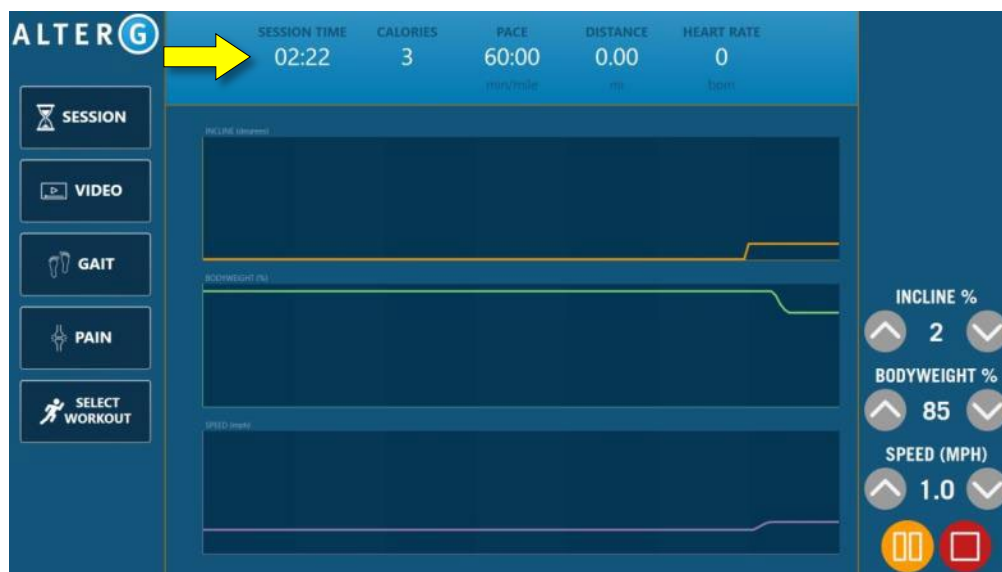 ALTERG
SESSION TIME CALORIES PACE DISTANCE HEART RATE
02:22 3 60:00 0.00 0
min/mile mi bpm
SESSION
VIDEO
GAIT
PAIN
SELECT
WORKOUT
INCLINE (degrees)
BODYWEIGHT (%)
SPEED (mph)
INCLINE %
2
BODYWEIGHT %
85
SPEED (MPH)
1.0